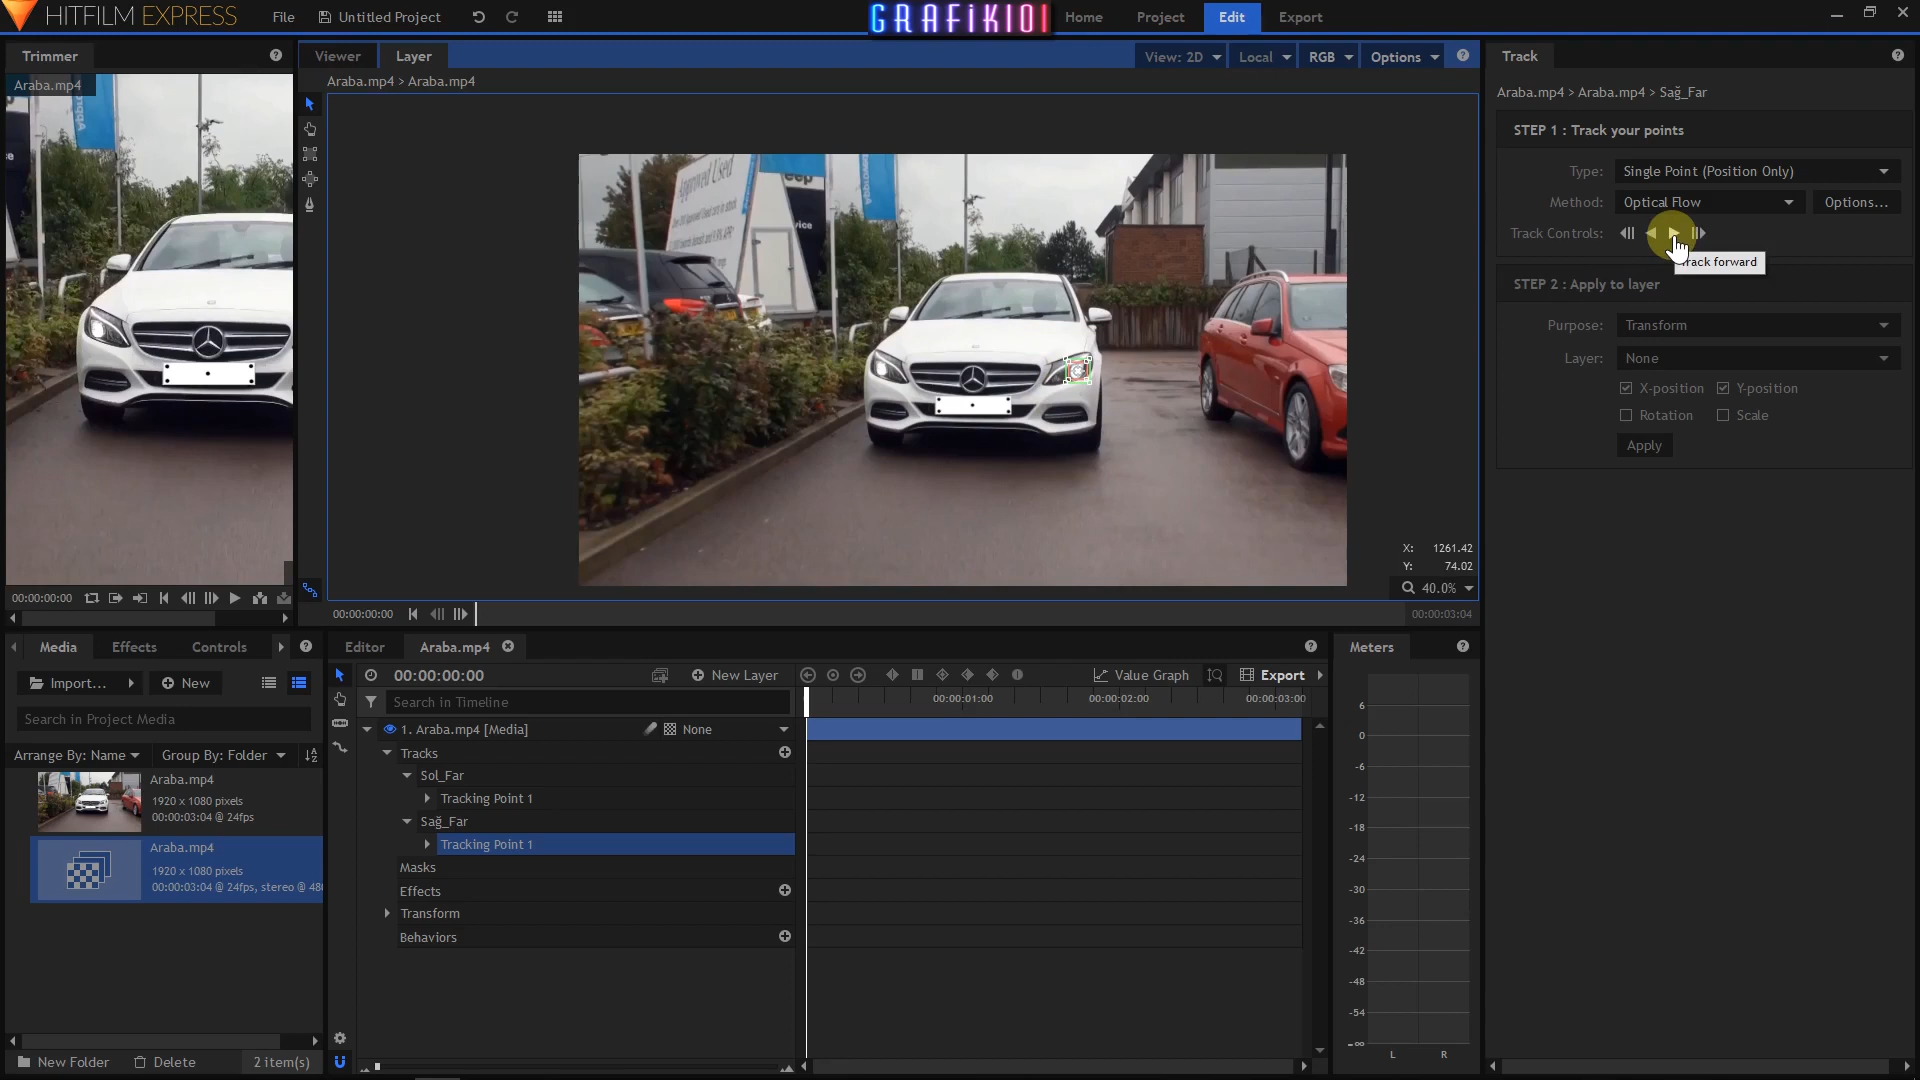 HITFILM EXPRESS
File
Untitled Project
GRAFiK101
Home
Project
Edit
Export
Trimmer
Araba.mp4
Viewer
Layer
View: 2D
Local
RGB
Options
Araba.mp4 > Araba.mp4
Approved Used
eep
X: 1261.42
Y: 74.02
40.0%
00:00:00:00
00:00:00:00
00:00:03:04
Track
Araba.mp4 > Araba.mp4 > Sağ_Far
STEP 1 : Track your points
Type: Single Point (Position Only)
Method: Optical Flow Options...
Track Controls:
Track forward
STEP 2 : Apply to layer
Purpose: Transform
Layer: None
X-position Y-position
Rotation Scale
Apply
Media
Effects
Controls
Import...
New
Search in Project Media
Arrange By: Name
Group By: Folder
Araba.mp4
1920 x 1080 pixels
00:00:03:04 @ 24fps
Araba.mp4
1920 x 1080 pixels
00:00:03:04 @ 24fps, stereo @ 48
New Folder
Delete
2 item(s)
Editor
Araba.mp4
00:00:00:00
New Layer
Value Graph
Export
Search in Timeline
00:00:01:00
00:00:02:00
00:00:03:00
1. Araba.mp4 [Media]
None
Tracks
Sol_Far
Tracking Point 1
Sağ_Far
Tracking Point 1
Masks
Effects
Transform
Behaviors
Meters
6
0
-6
-12
-18
-24
-30
-36
-42
-48
-54
-∞
L R